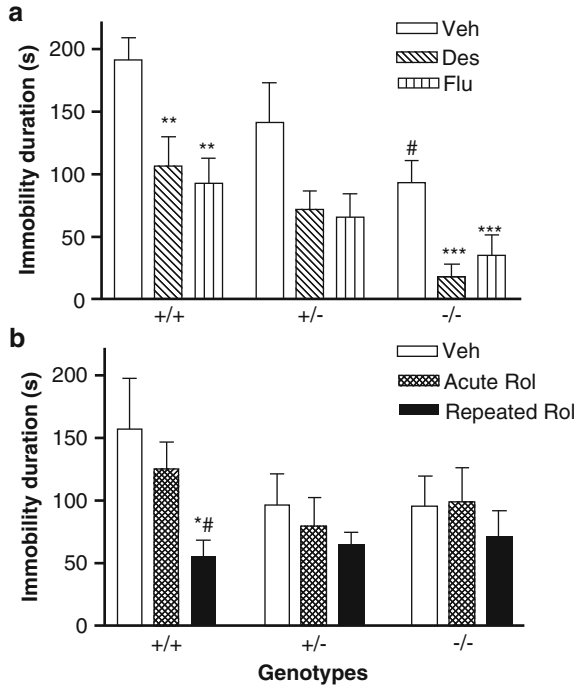 a
Immobility duration (s)
200
150
100
50
0
Veh
Des
Flu
**
**
#
***
***
+/+
+/-
-/-
b
Immobility duration (s)
200
150
100
50
0
Veh
Acute Rol
Repeated Rol
*#
+/+
+/-
-/-
Genotypes